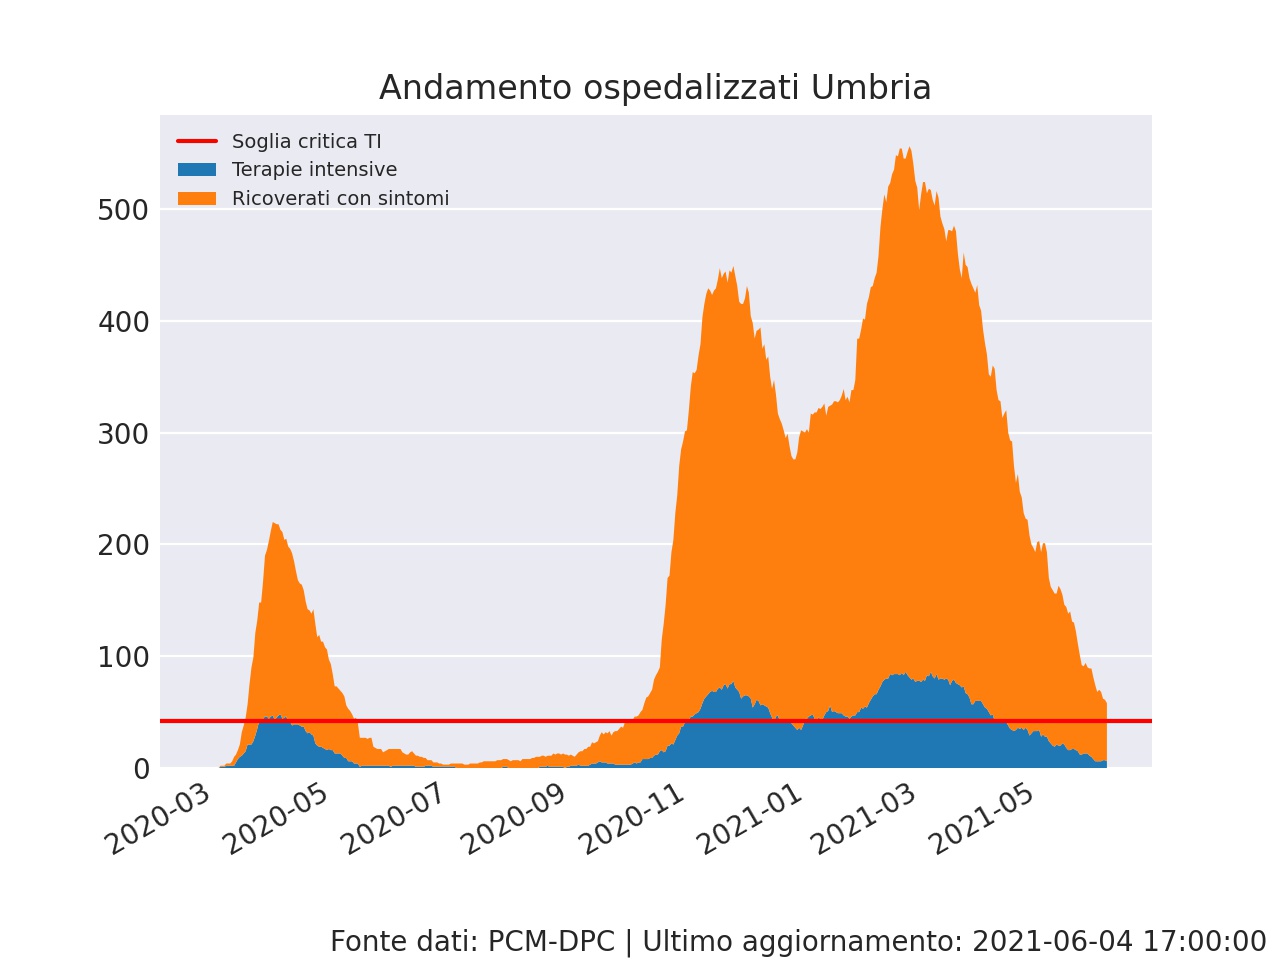 Andamento ospedalizzati Umbria
Soglia critica TI
Terapie intensive
Ricoverati con sintomi
500
400
300
200
100
0
2020-03
2020-05
2020-07
2020-09
2020-11
2021-01
2021-03
2021-05
Fonte dati: PCM-DPC | Ultimo aggiornamento: 2021-06-04 17:00:00